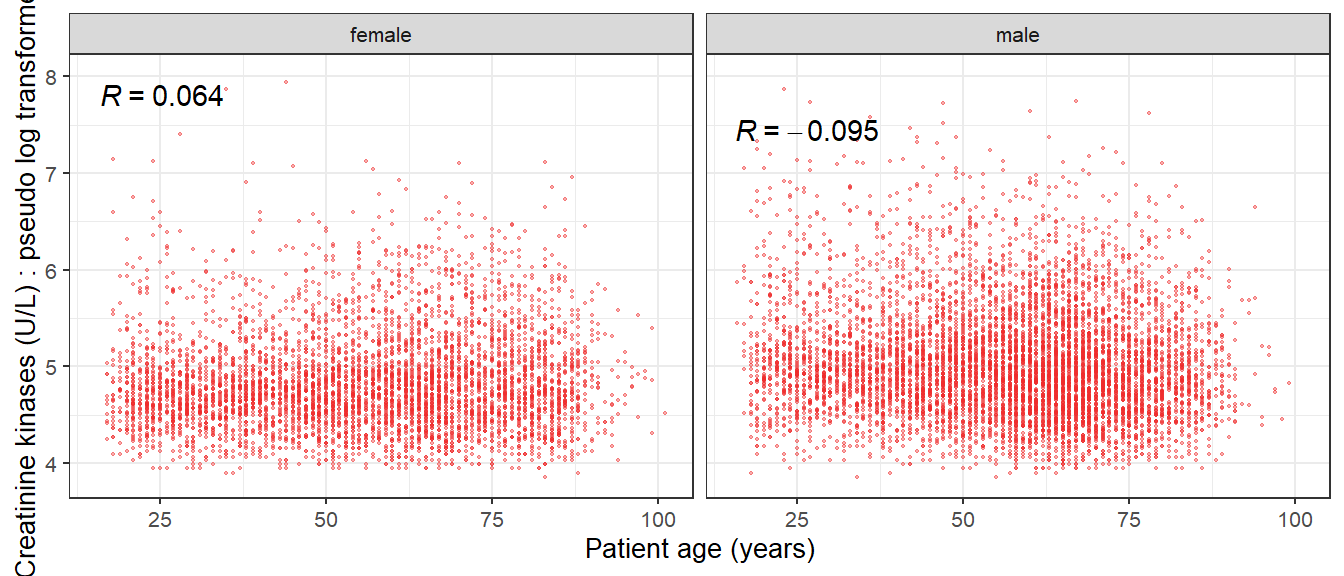 female
male
R = 0.064
R = −0.095
8
7
6
5
4
25
50
75
100
25
50
75
100
Patient age (years)
Creatinine kinases (U/L) : pseudo log